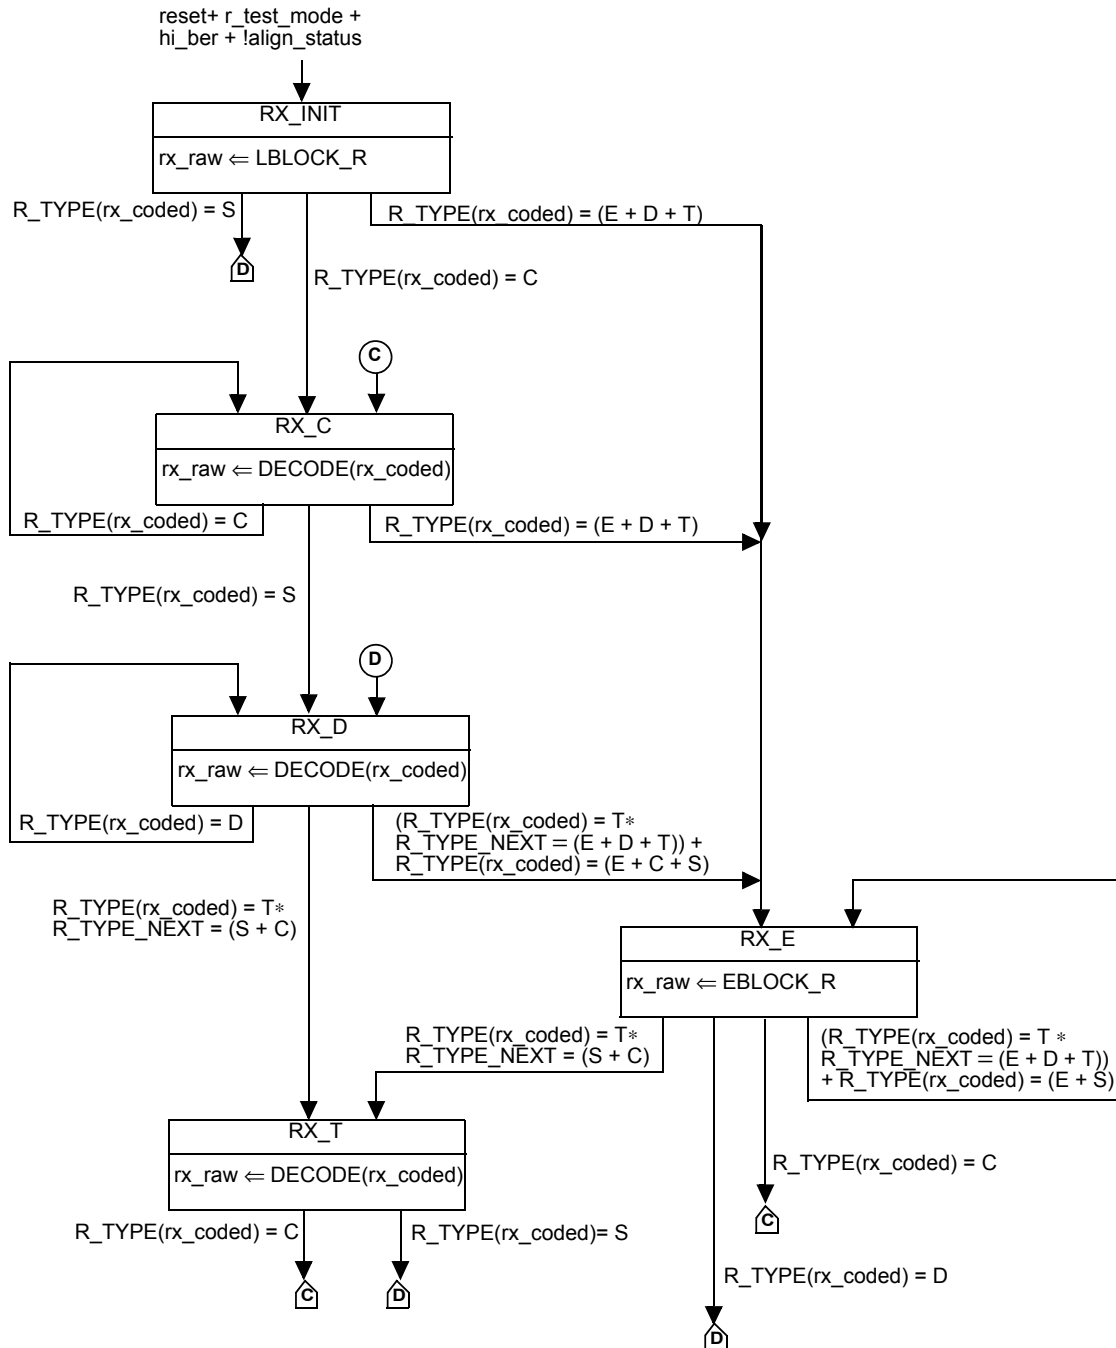 reset+ r_test_mode +
hi_ber + !align_status
RX_INIT
rx_raw ⇐ LBLOCK_R
R_TYPE(rx_coded) = S
R_TYPE(rx_coded) = (E + D + T)
D
R_TYPE(rx_coded) = C
C
RX_C
rx_raw ⇐ DECODE(rx_coded)
R_TYPE(rx_coded) = C
R_TYPE(rx_coded) = (E + D + T)
R_TYPE(rx_coded) = S
D
RX_D
rx_raw ⇐ DECODE(rx_coded)
R_TYPE(rx_coded) = D
(R_TYPE(rx_coded) = T∗
R_TYPE_NEXT = (E + D + T)) +
R_TYPE(rx_coded) = (E + C + S)
R_TYPE(rx_coded) = T∗
R_TYPE_NEXT = (S + C)
RX_E
rx_raw ⇐ EBLOCK_R
R_TYPE(rx_coded) = T∗
R_TYPE_NEXT = (S + C)
(R_TYPE(rx_coded) = T ∗
R_TYPE_NEXT = (E + D + T))
+ R_TYPE(rx_coded) = (E + S)
RX_T
rx_raw ⇐ DECODE(rx_coded)
R_TYPE(rx_coded) = C
R_TYPE(rx_coded)= S
R_TYPE(rx_coded) = C
C
C
D
R_TYPE(rx_coded) = D
D